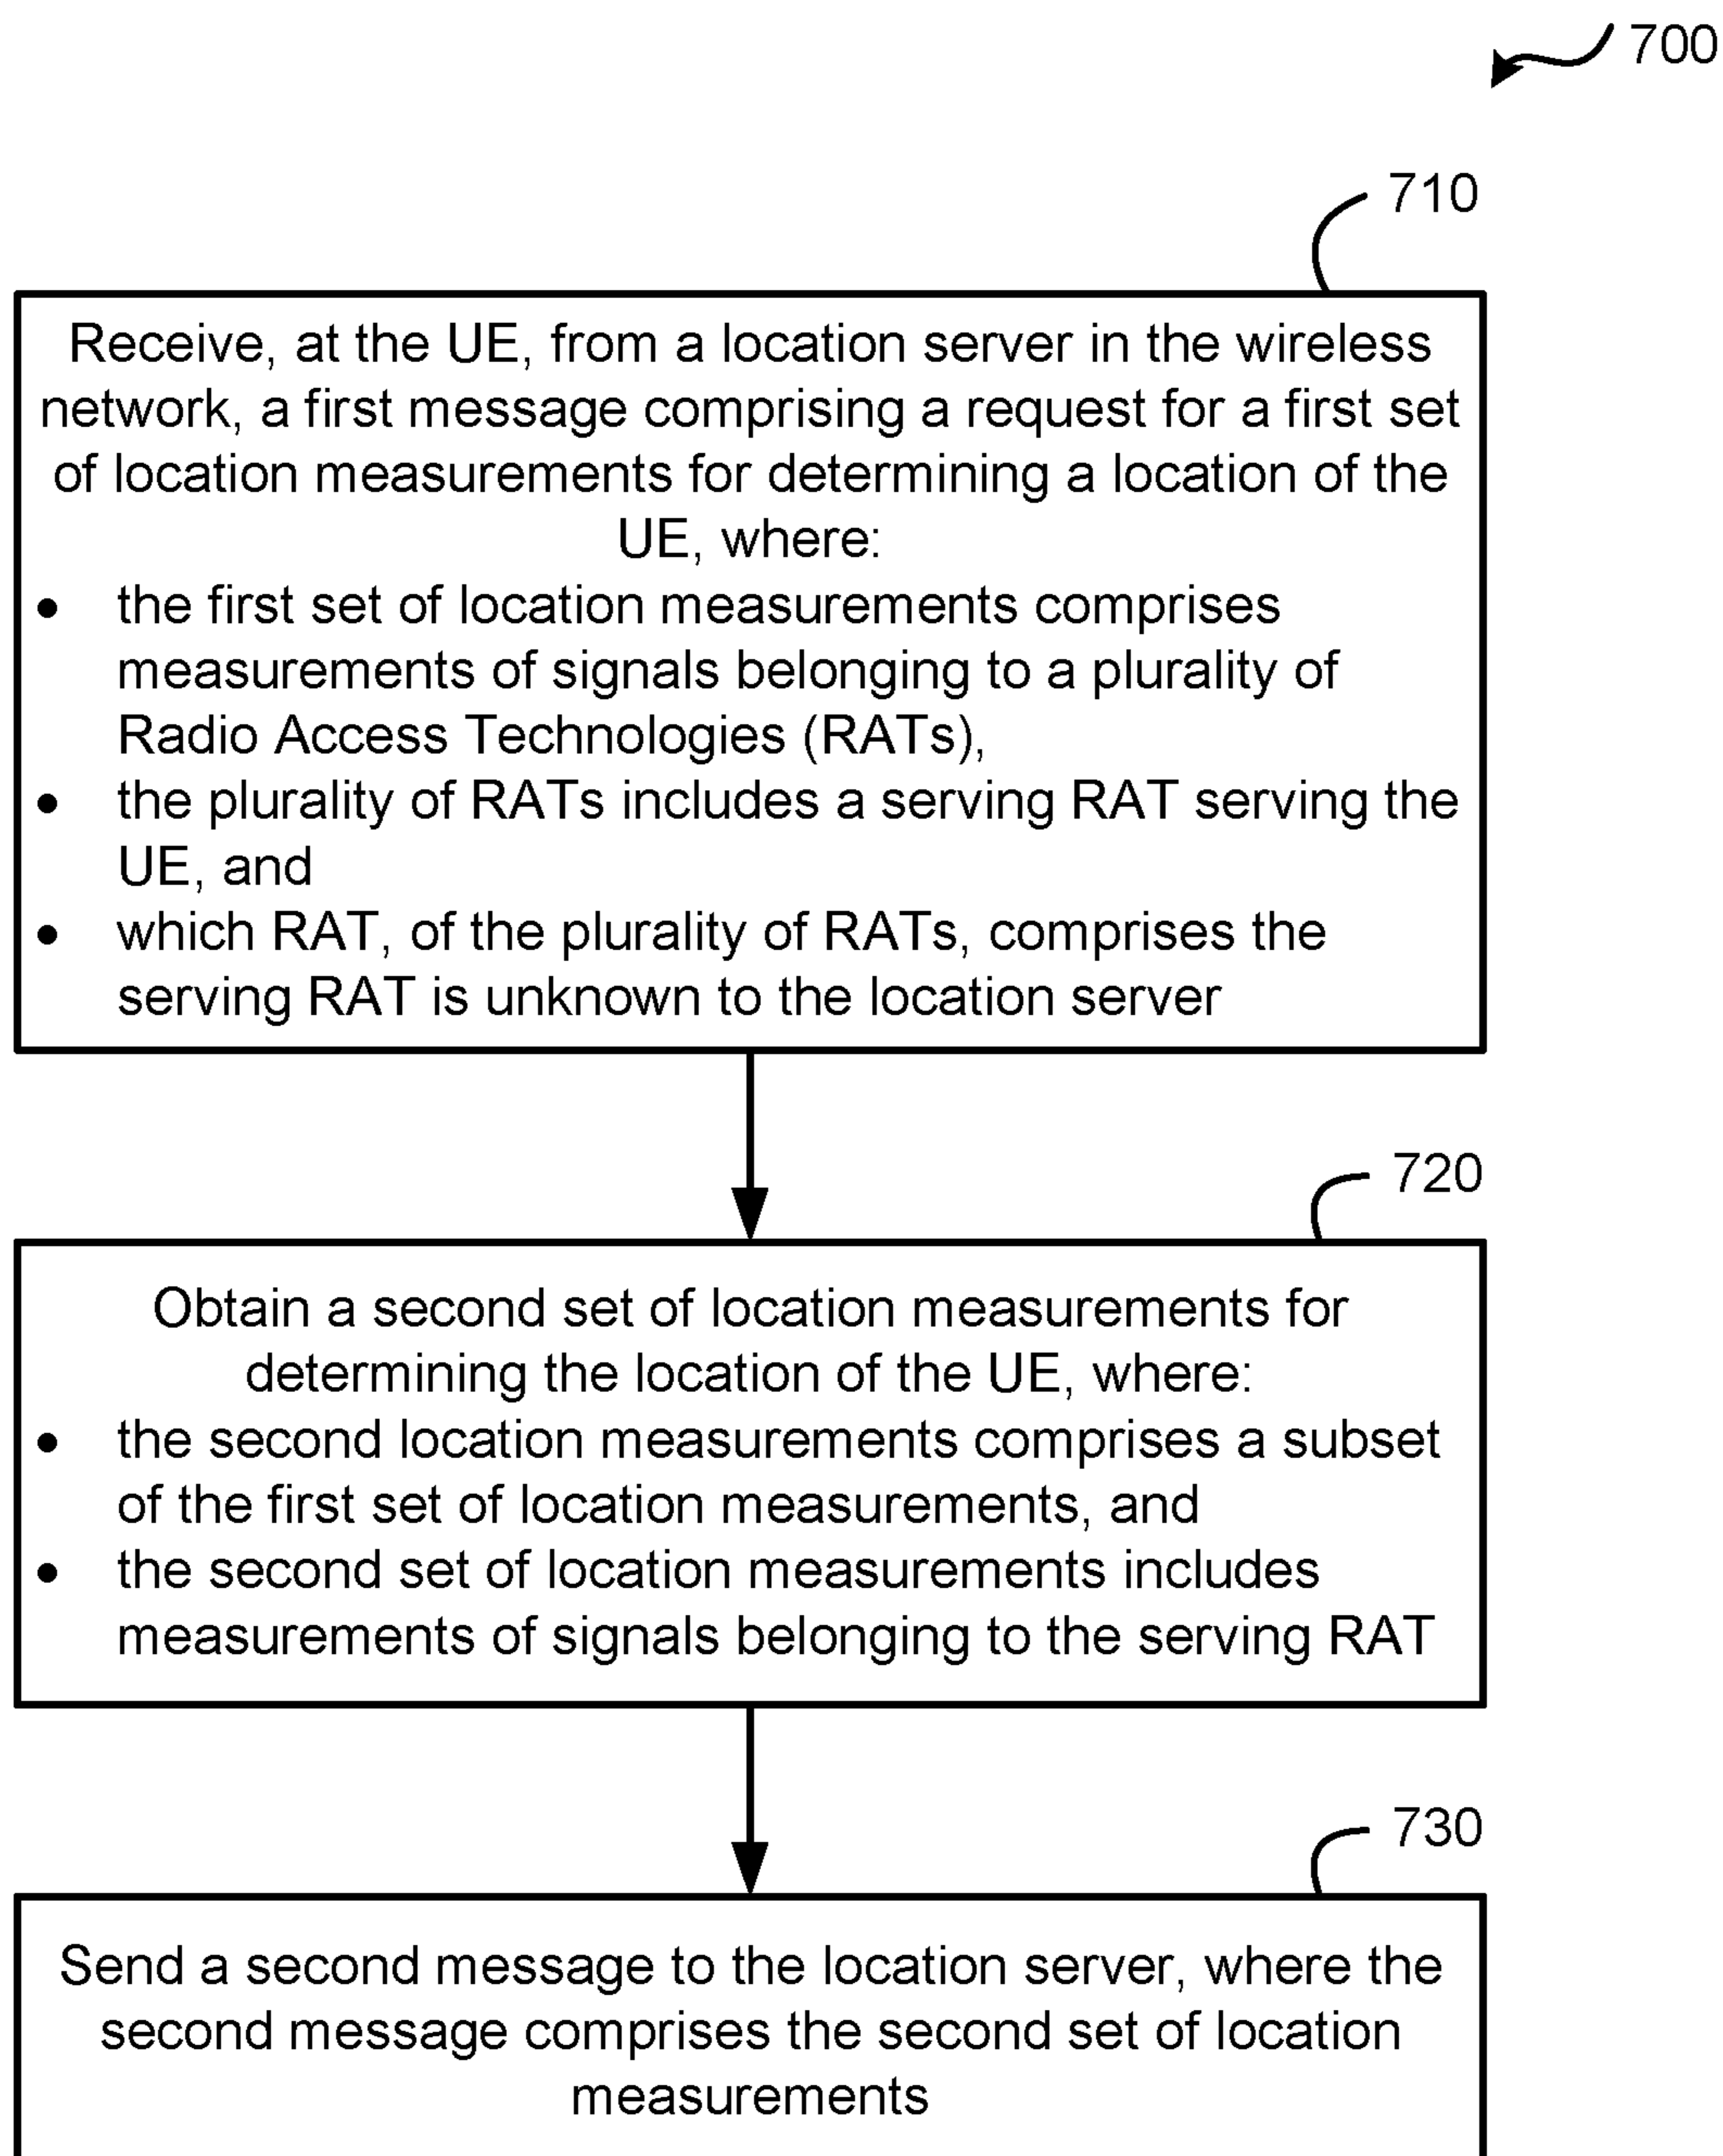 700
710
Receive, at the UE, from a location server in the wireless
network, a first message comprising a request for a first set
of location measurements for determining a location of the
UE, where:
• the first set of location measurements comprises
measurements of signals belonging to a plurality of
Radio Access Technologies (RATs),
• the plurality of RATs includes a serving RAT serving the
UE, and
• which RAT, of the plurality of RATs, comprises the
serving RAT is unknown to the location server
720
Obtain a second set of location measurements for
determining the location of the UE, where:
• the second location measurements comprises a subset
of the first set of location measurements, and
• the second set of location measurements includes
measurements of signals belonging to the serving RAT
730
Send a second message to the location server, where the
second message comprises the second set of location
measurements